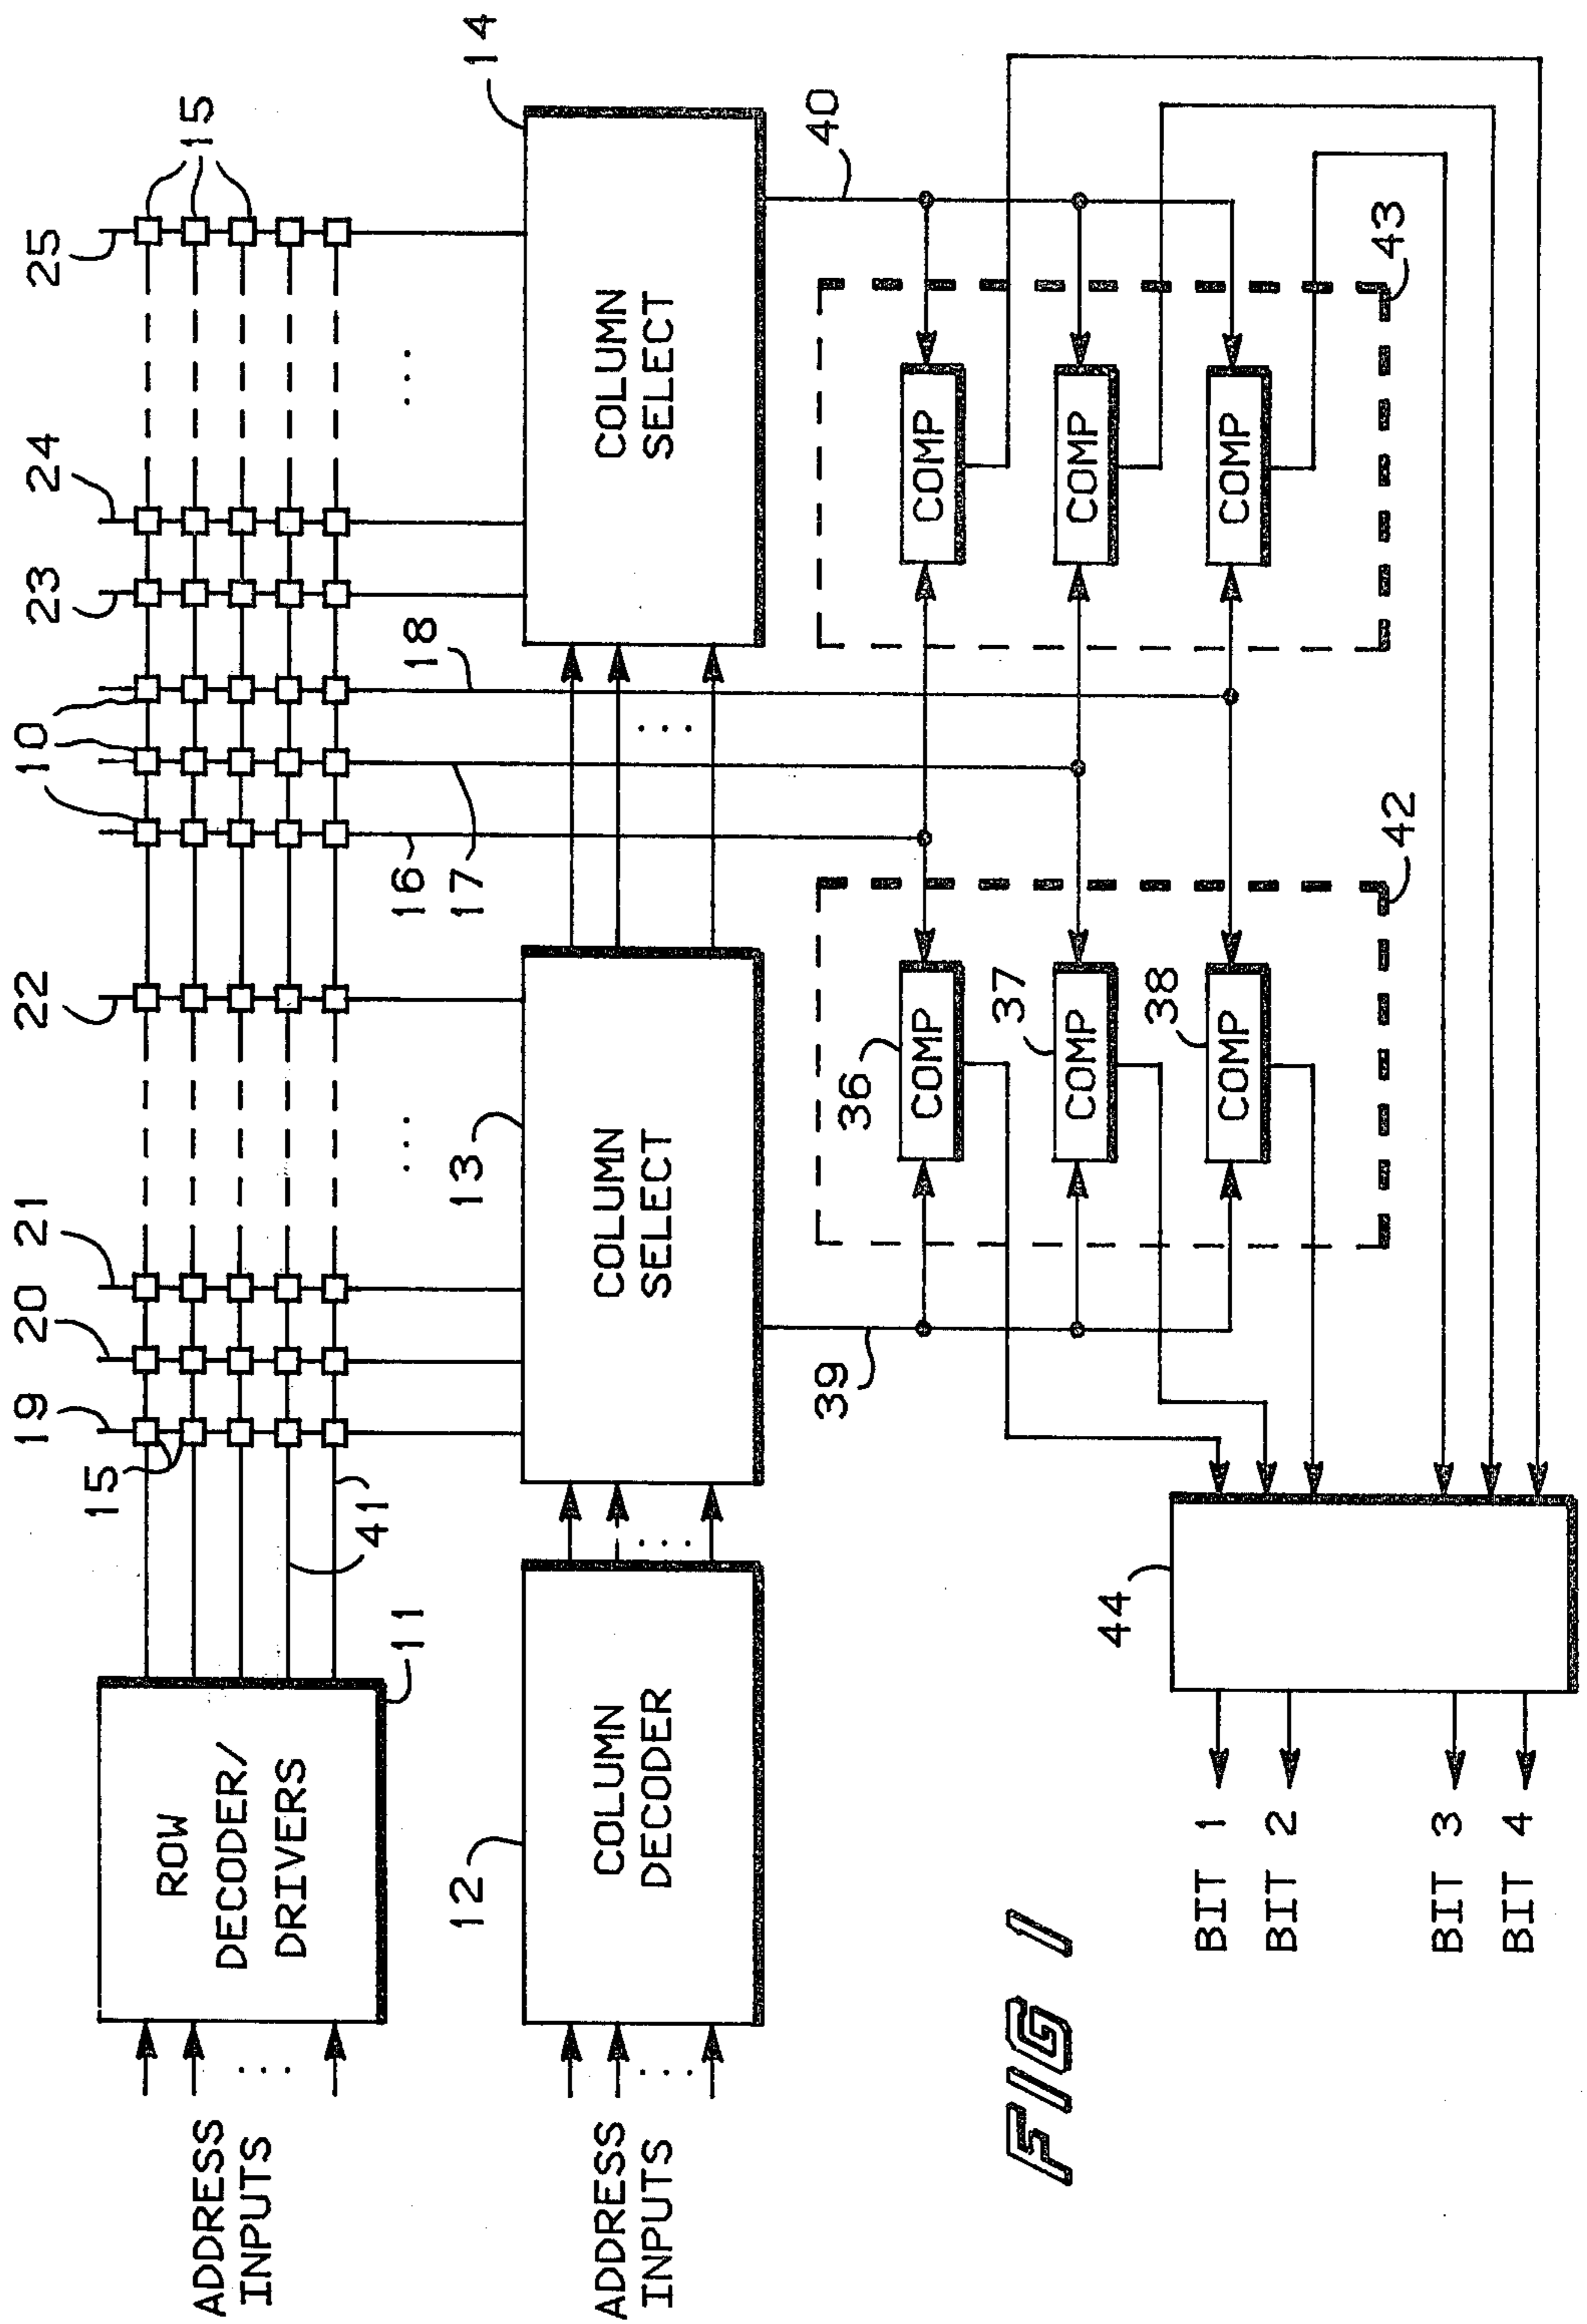 19
20
21
22
10
23
24
25
15
15
41
16
17
18
ROW
DECODER/
DRIVERS
11
ADDRESS
INPUTS
12
COLUMN
DECODER
ADDRESS
INPUTS
13
COLUMN
SELECT
14
COLUMN
SELECT
39
40
36
COMP
37
COMP
38
COMP
42
COMP
COMP
COMP
43
44
BIT 1
BIT 2
BIT 3
BIT 4
FIG 1